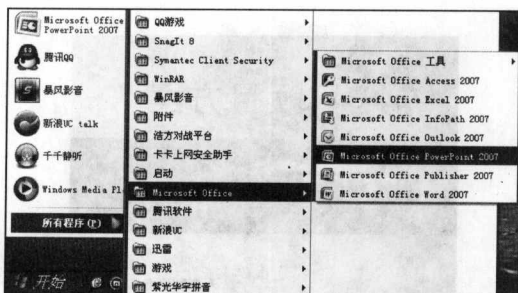 Microsoft Office
PowerPoint 2007
腾讯QQ
暴风影音
新浪UC talk
千千静听
Windows Media Pl
所有程序(P)
开始
QQ游戏
SnagIt 8
Symantec Client Security
WinRAR
暴风影音
附件
浩方对战平台
卡卡上网安全助手
启动
Microsoft Office
腾讯软件
新浪UC
迅雷
游戏
紫光华宇拼音
Microsoft Office 工具
Microsoft Office Access 2007
Microsoft Office Excel 2007
Microsoft Office InfoPath 2007
Microsoft Office Outlook 2007
Microsoft Office PowerPoint 2007
Microsoft Office Publisher 2007
Microsoft Office Word 2007